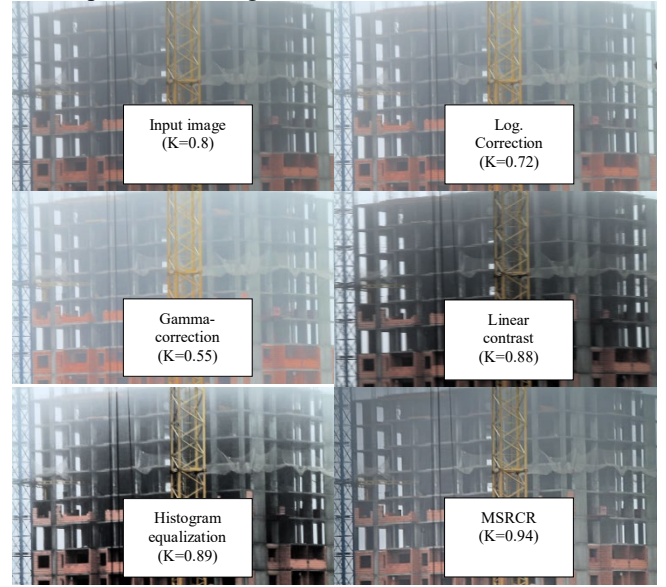 Input image
(K=0.8)
Log.
Correction
(K=0.72)
Gamma-
correction
(K=0.55)
Linear
contrast
(K=0.88)
Histogram
equalization
(K=0.89)
MSRCR
(K=0.94)